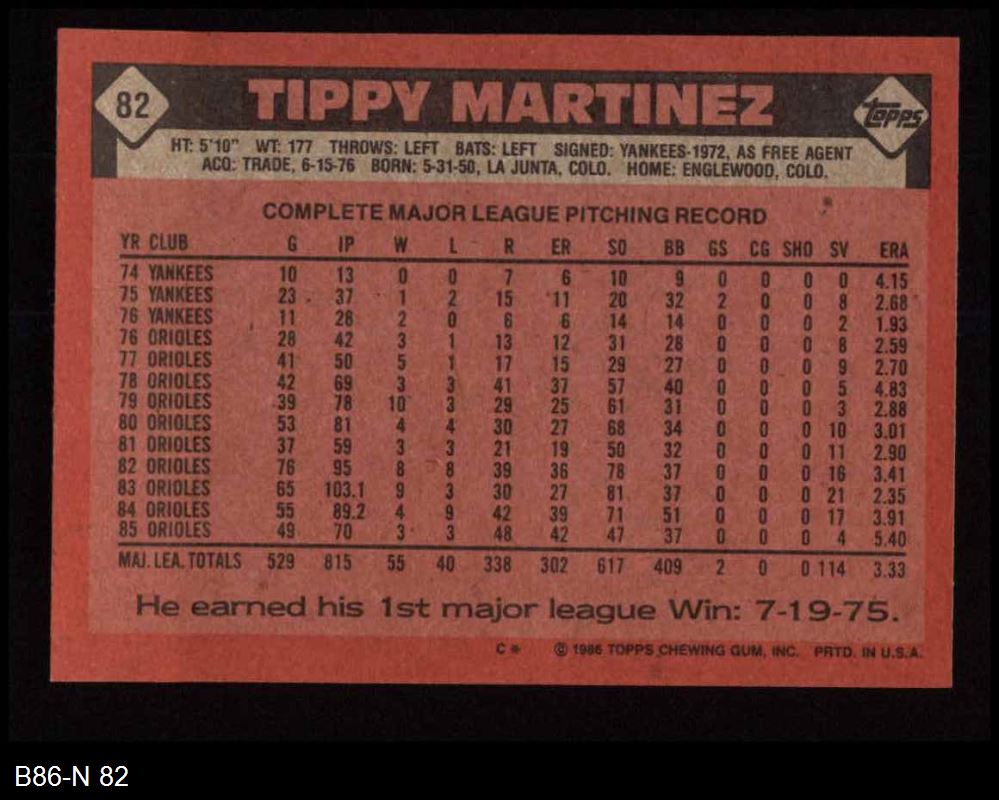 82 TIPPY MARTINEZ Topps
HT: 5'10" WT: 177 THROWS: LEFT BATS: LEFT SIGNED: YANKEES-1972, AS FREE AGENT
ACQ: TRADE, 6-15-76 BORN: 5-31-50, LA JUNTA, COLO. HOME: ENGLEWOOD, COLO.
COMPLETE MAJOR LEAGUE PITCHING RECORD
YR CLUB G IP W L R ER SO BB GS CG SHO SV ERA
74 YANKEES 10 13 0 0 7 6 10 9 0 0 0 0 4.15
75 YANKEES 23 37 1 2 15 11 20 32 2 0 0 8 2.68
76 YANKEES 11 28 2 0 6 6 14 14 0 0 0 2 1.93
76 ORIOLES 28 42 3 1 13 12 31 28 0 0 0 8 2.59
77 ORIOLES 41 50 5 1 17 15 29 27 0 0 0 9 2.70
78 ORIOLES 42 69 3 3 41 37 57 40 0 0 0 5 4.83
79 ORIOLES 39 78 10 3 29 25 61 31 0 0 0 3 2.88
80 ORIOLES 53 81 4 4 30 27 68 34 0 0 0 10 3.01
81 ORIOLES 37 59 3 3 21 19 50 32 0 0 0 11 2.90
82 ORIOLES 76 95 8 8 39 36 78 37 0 0 0 16 3.41
83 ORIOLES 65 103.1 9 3 30 27 81 37 0 0 0 21 2.35
84 ORIOLES 55 89.2 4 9 42 39 71 51 0 0 0 17 3.91
85 ORIOLES 49 70 3 3 48 42 47 37 0 0 0 4 5.40
MAJ. LEA. TOTALS 529 815 55 40 338 302 617 409 2 0 0 114 3.33
He earned his 1st major league Win: 7-19-75.
C* © 1986 TOPPS CHEWING GUM, INC. PRTD. IN U.S.A.
B86-N 82